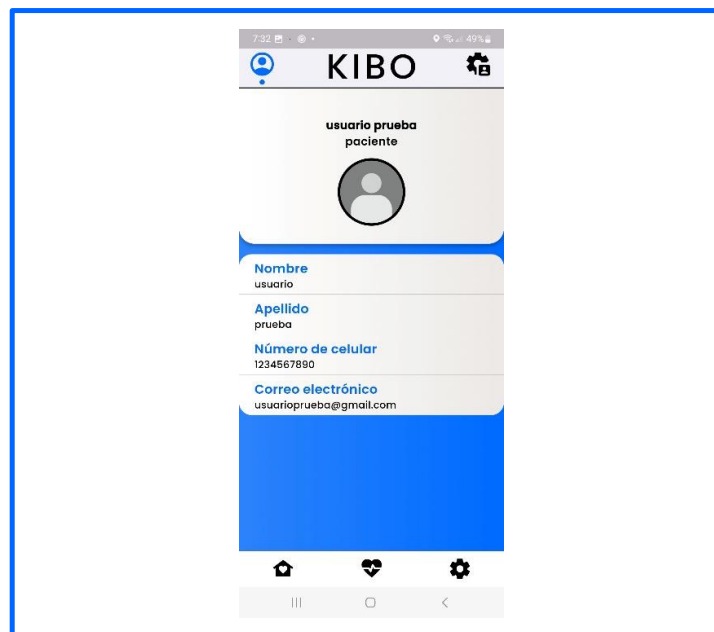 7:32
49%
KIBO
usuario prueba
paciente
Nombre
usuario
Apellido
prueba
Número de celular
1234567890
Correo electrónico
usuarioprueba@gmail.com